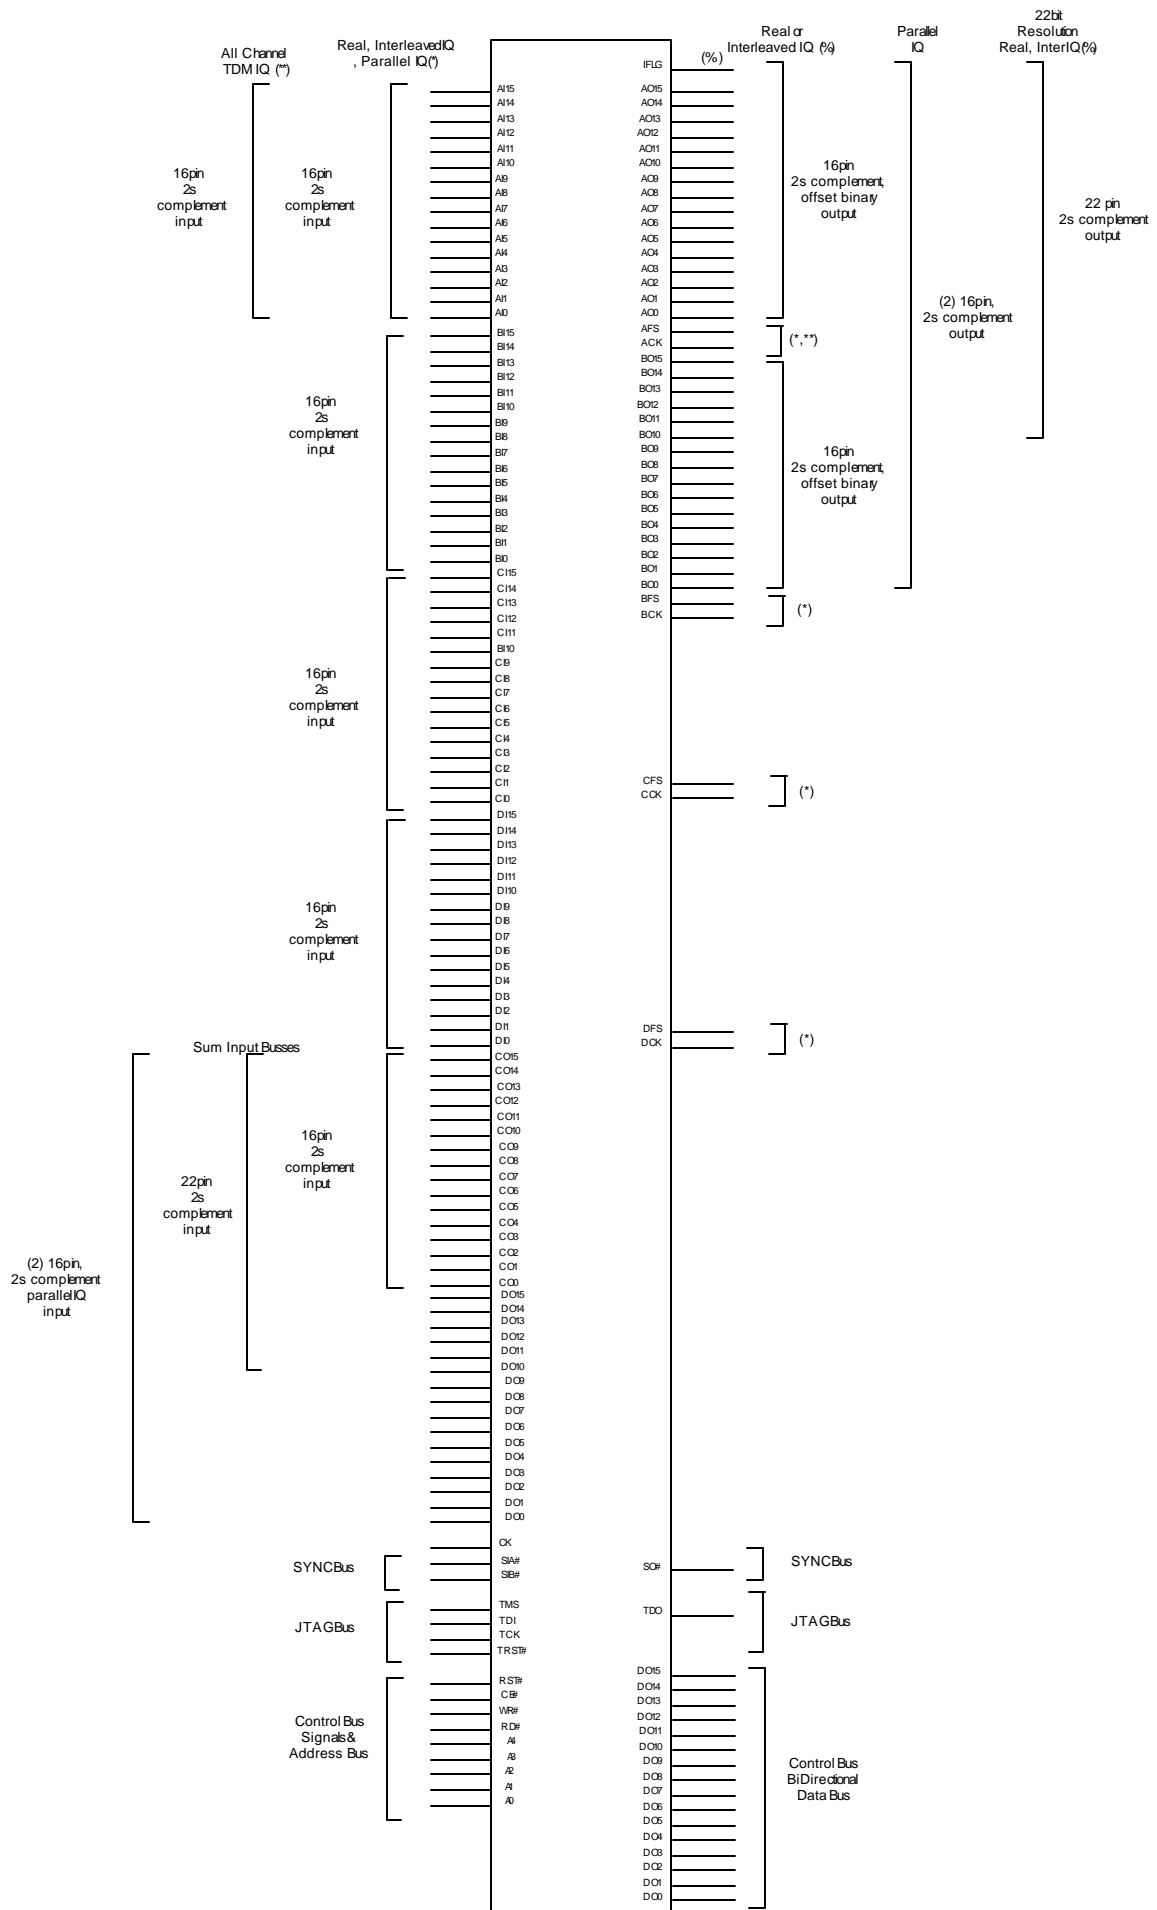 All Channel
TDM IQ (**)
Real, Interleaved IQ
, Parallel IQ(*)
Real or
Interleaved IQ (%)
Parallel
IQ
22bit
Resolution
Real, InterIQ(%)
(%)
IFLG
AI15
AI14
AI13
AI12
AI11
AI10
AI9
AI8
AI7
AI6
AI5
AI4
AI3
AI2
AI1
AI0
16pin
2s
complement
input
16pin
2s
complement
input
AO15
AO14
AO13
AO12
AO11
AO10
AO9
AO8
AO7
AO6
AO5
AO4
AO3
AO2
AO1
AO0
16pin
2s complement,
offset binary
output
22 pin
2s complement
output
(2) 16pin,
2s complement
output
AFS
ACK
(*,**)
BI15
BI14
BI13
BI12
BI11
BI10
BI9
BI8
BI7
BI6
BI5
BI4
BI3
BI2
BI1
BI0
16pin
2s
complement
input
BO15
BO14
BO13
BO12
BO11
BO10
BO9
BO8
BO7
BO6
BO5
BO4
BO3
BO2
BO1
BO0
16pin
2s complement,
offset binary
output
BFS
BCK
(*)
CI15
CI14
CI13
CI12
CI11
BI10
CI9
CI8
CI7
CI6
CI5
CI4
CI3
CI2
CI1
CI0
16pin
2s
complement
input
CFS
CCK
(*)
DI15
DI14
DI13
DI12
DI11
DI10
DI9
DI8
DI7
DI6
DI5
DI4
DI3
DI2
DI1
DI0
16pin
2s
complement
input
DFS
DCK
(*)
Sum Input Busses
CO15
CO14
CO13
CO12
CO11
CO10
CO9
CO8
CO7
CO6
CO5
CO4
CO3
CO2
CO1
CO0
16pin
2s
complement
input
22pin
2s
complement
input
(2) 16pin,
2s complement
parallel IQ
input
DO15
DO14
DO13
DO12
DO11
DO10
DO9
DO8
DO7
DO6
DO5
DO4
DO3
DO2
DO1
DO0
CK
SIA#
SIB#
SYNC Bus
SO#
SYNC Bus
TMS
TDI
TCK
TRST#
JTAG Bus
TDO
JTAG Bus
RST#
CE#
WR#
RD#
A4
A3
A2
A1
A0
Control Bus
Signals &
Address Bus
DO15
DO14
DO13
DO12
DO11
DO10
DO9
DO8
DO7
DO6
DO5
DO4
DO3
DO2
DO1
DO0
Control Bus
BiDirectional
Data Bus